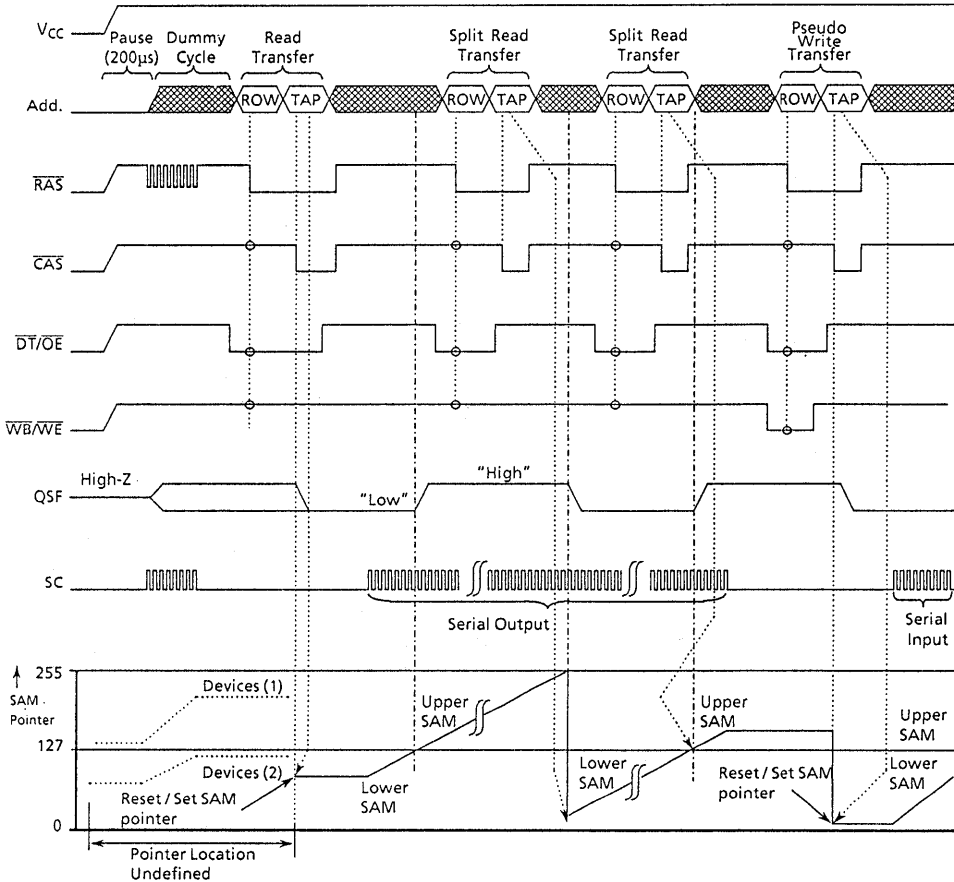 VCC
Pause
(200μs)
Dummy
Cycle
Read
Transfer
Split Read
Transfer
Split Read
Transfer
Pseudo
Write
Transfer
Add.
ROW TAP ROW TAP ROW TAP ROW TAP
RAS
CAS
DT/OE
WB/WE
QSF
High-Z
"Low"
"High"
SC
Serial Output
Serial
Input
255
SAM
Pointer
127
0
Devices (1)
Devices (2)
Reset / Set SAM
pointer
Pointer Location
Undefined
Lower
SAM
Upper
SAM
Lower
SAM
Upper
SAM
Reset / Set SAM
pointer
Upper
SAM
Lower
SAM